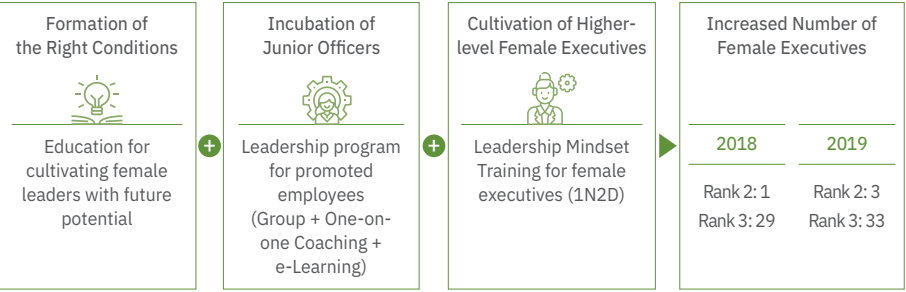 Formation of
the Right Conditions
Education for
cultivating female
leaders with future
potential
+
Incubation of
Junior Officers
Leadership program
for promoted
employees
(Group + One-on-
one Coaching +
e-Learning)
+
Cultivation of Higher-
level Female Executives
Leadership Mindset
Training for female
executives (1N2D)
Increased Number of
Female Executives
2018
Rank 2: 1
Rank 3: 29
2019
Rank 2: 3
Rank 3: 33